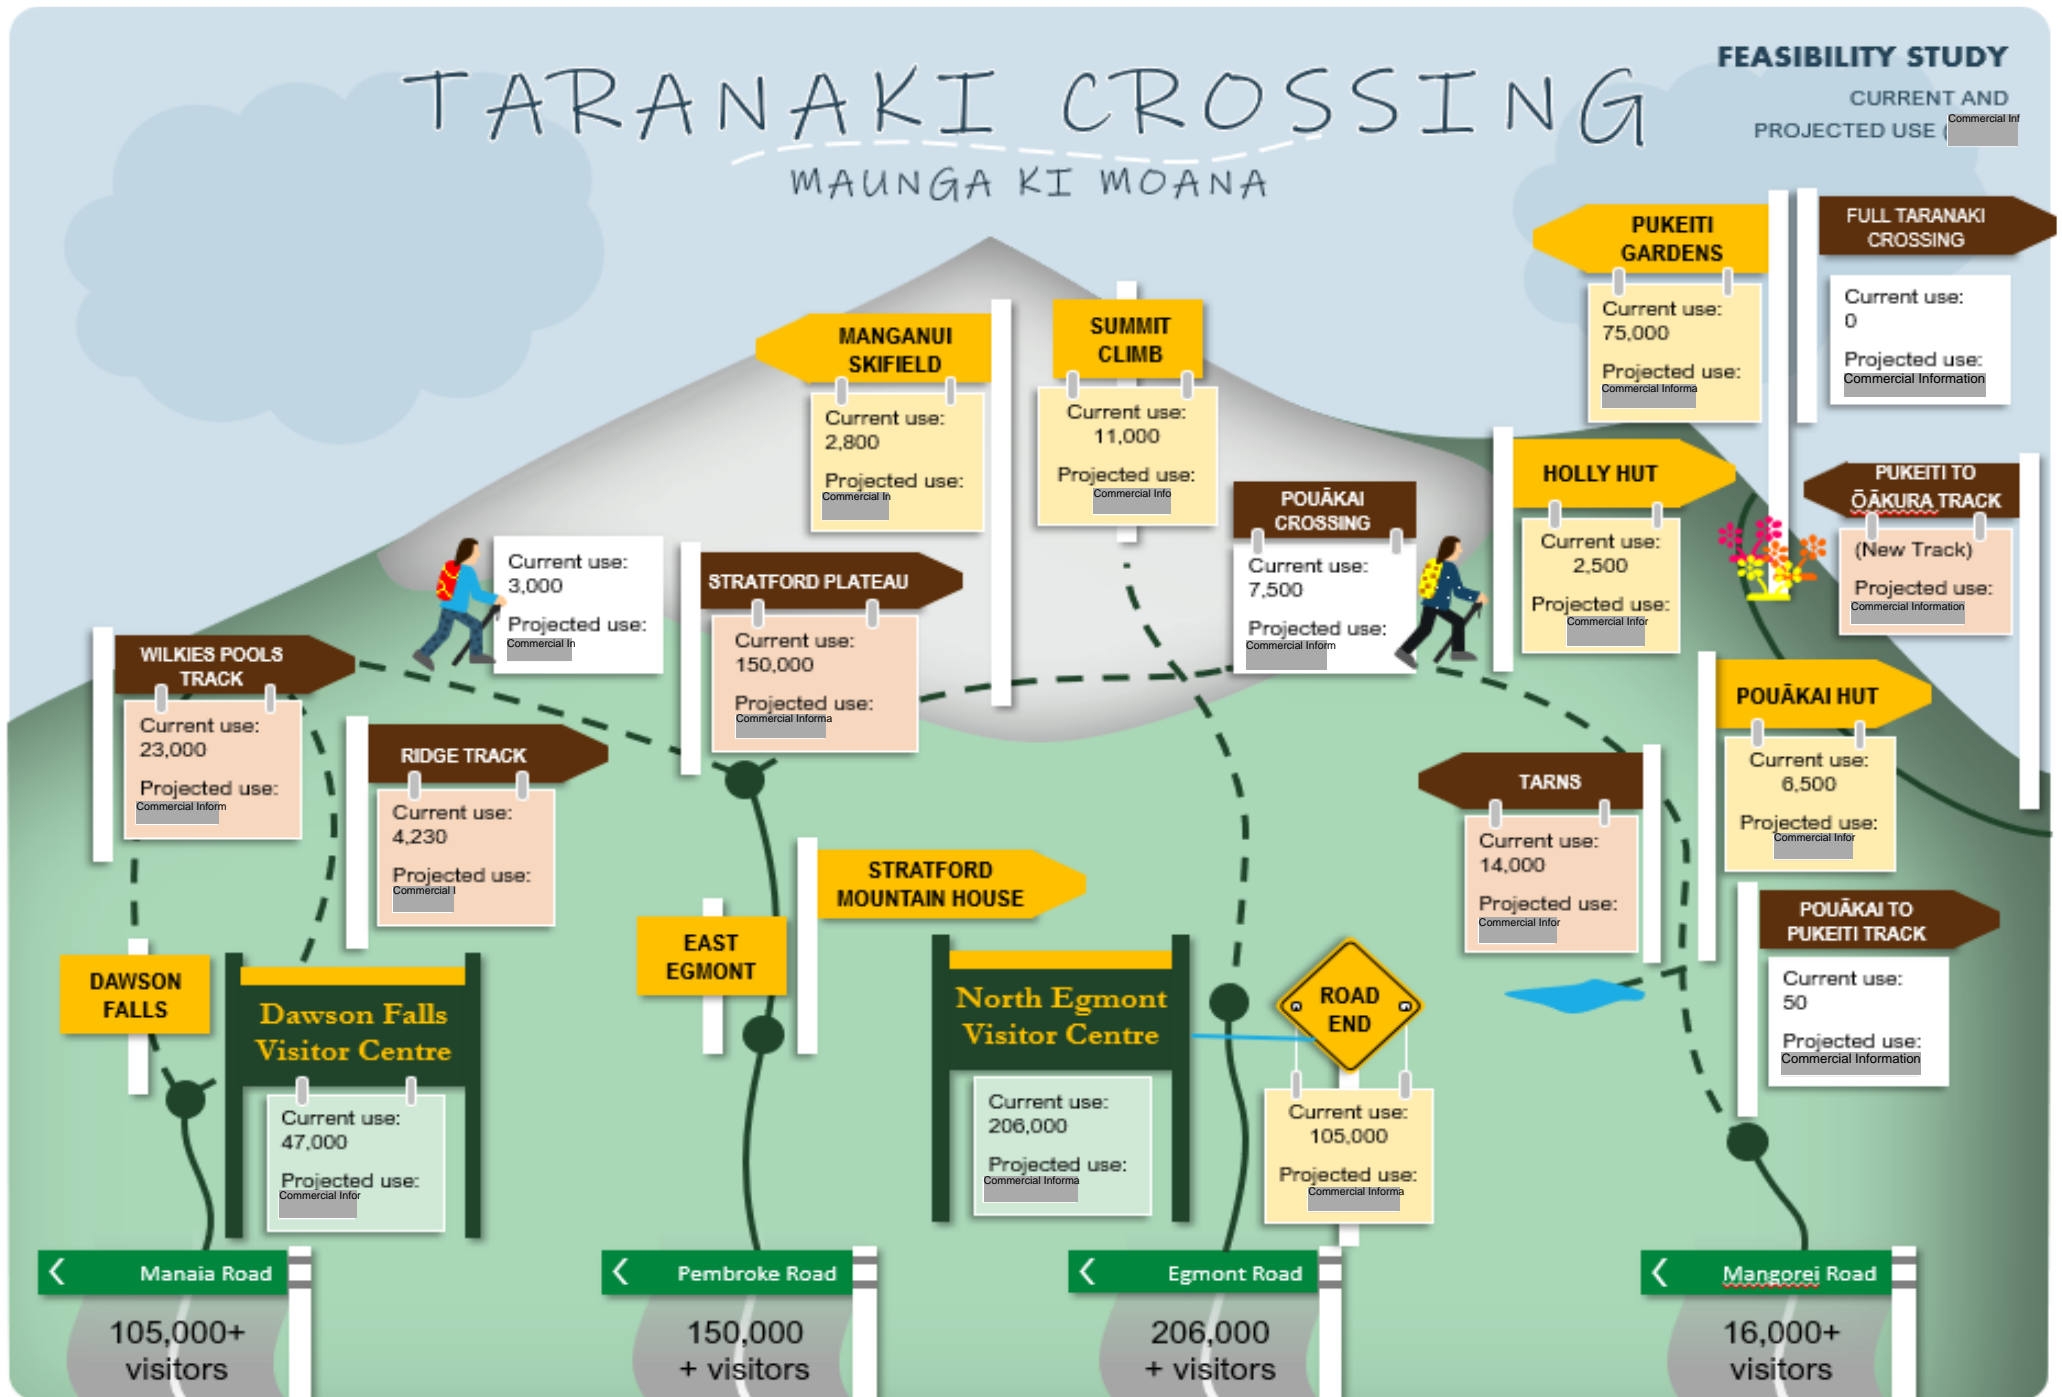 TARANAKI CROSSING
MAUNGA KI MOANA
FEASIBILITY STUDY
CURRENT AND
PROJECTED USE (
Commercial Inf
PUKEITI
GARDENS
Current use:
75,000
Projected use:
Commercial Informa
FULL TARANAKI
CROSSING
Current use:
0
Projected use:
Commercial Information
MANGANUI
SKIFIELD
Current use:
2,800
Projected use:
Commercial In
SUMMIT
CLIMB
Current use:
11,000
Projected use:
Commercial Info
POUĀKAI
CROSSING
Current use:
7,500
Projected use:
Commercial Inform
HOLLY HUT
Current use:
2,500
Projected use:
Commercial Infor
PUKEITI TO
ŌĀKURA TRACK
(New Track)
Projected use:
Commercial Information
Current use:
3,000
Projected use:
Commercial In
STRATFORD PLATEAU
Current use:
150,000
Projected use:
Commercial Informa
WILKIES POOLS
TRACK
Current use:
23,000
Projected use:
Commercial Inform
RIDGE TRACK
Current use:
4,230
Projected use:
Commercial I
TARNS
Current use:
14,000
Projected use:
Commercial Infor
POUĀKAI HUT
Current use:
6,500
Projected use:
Commercial Infor
STRATFORD
MOUNTAIN HOUSE
EAST
EGMONT
POUĀKAI TO
PUKEITI TRACK
Current use:
50
Projected use:
Commercial Information
DAWSON
FALLS
Dawson Falls
Visitor Centre
Current use:
47,000
Projected use:
Commercial Infor
North Egmont
Visitor Centre
Current use:
206,000
Projected use:
Commercial Informa
ROAD
END
Current use:
105,000
Projected use:
Commercial Informa
Manaia Road
105,000+
visitors
Pembroke Road
150,000
+ visitors
Egmont Road
206,000
+ visitors
Mangorei Road
16,000+
visitors